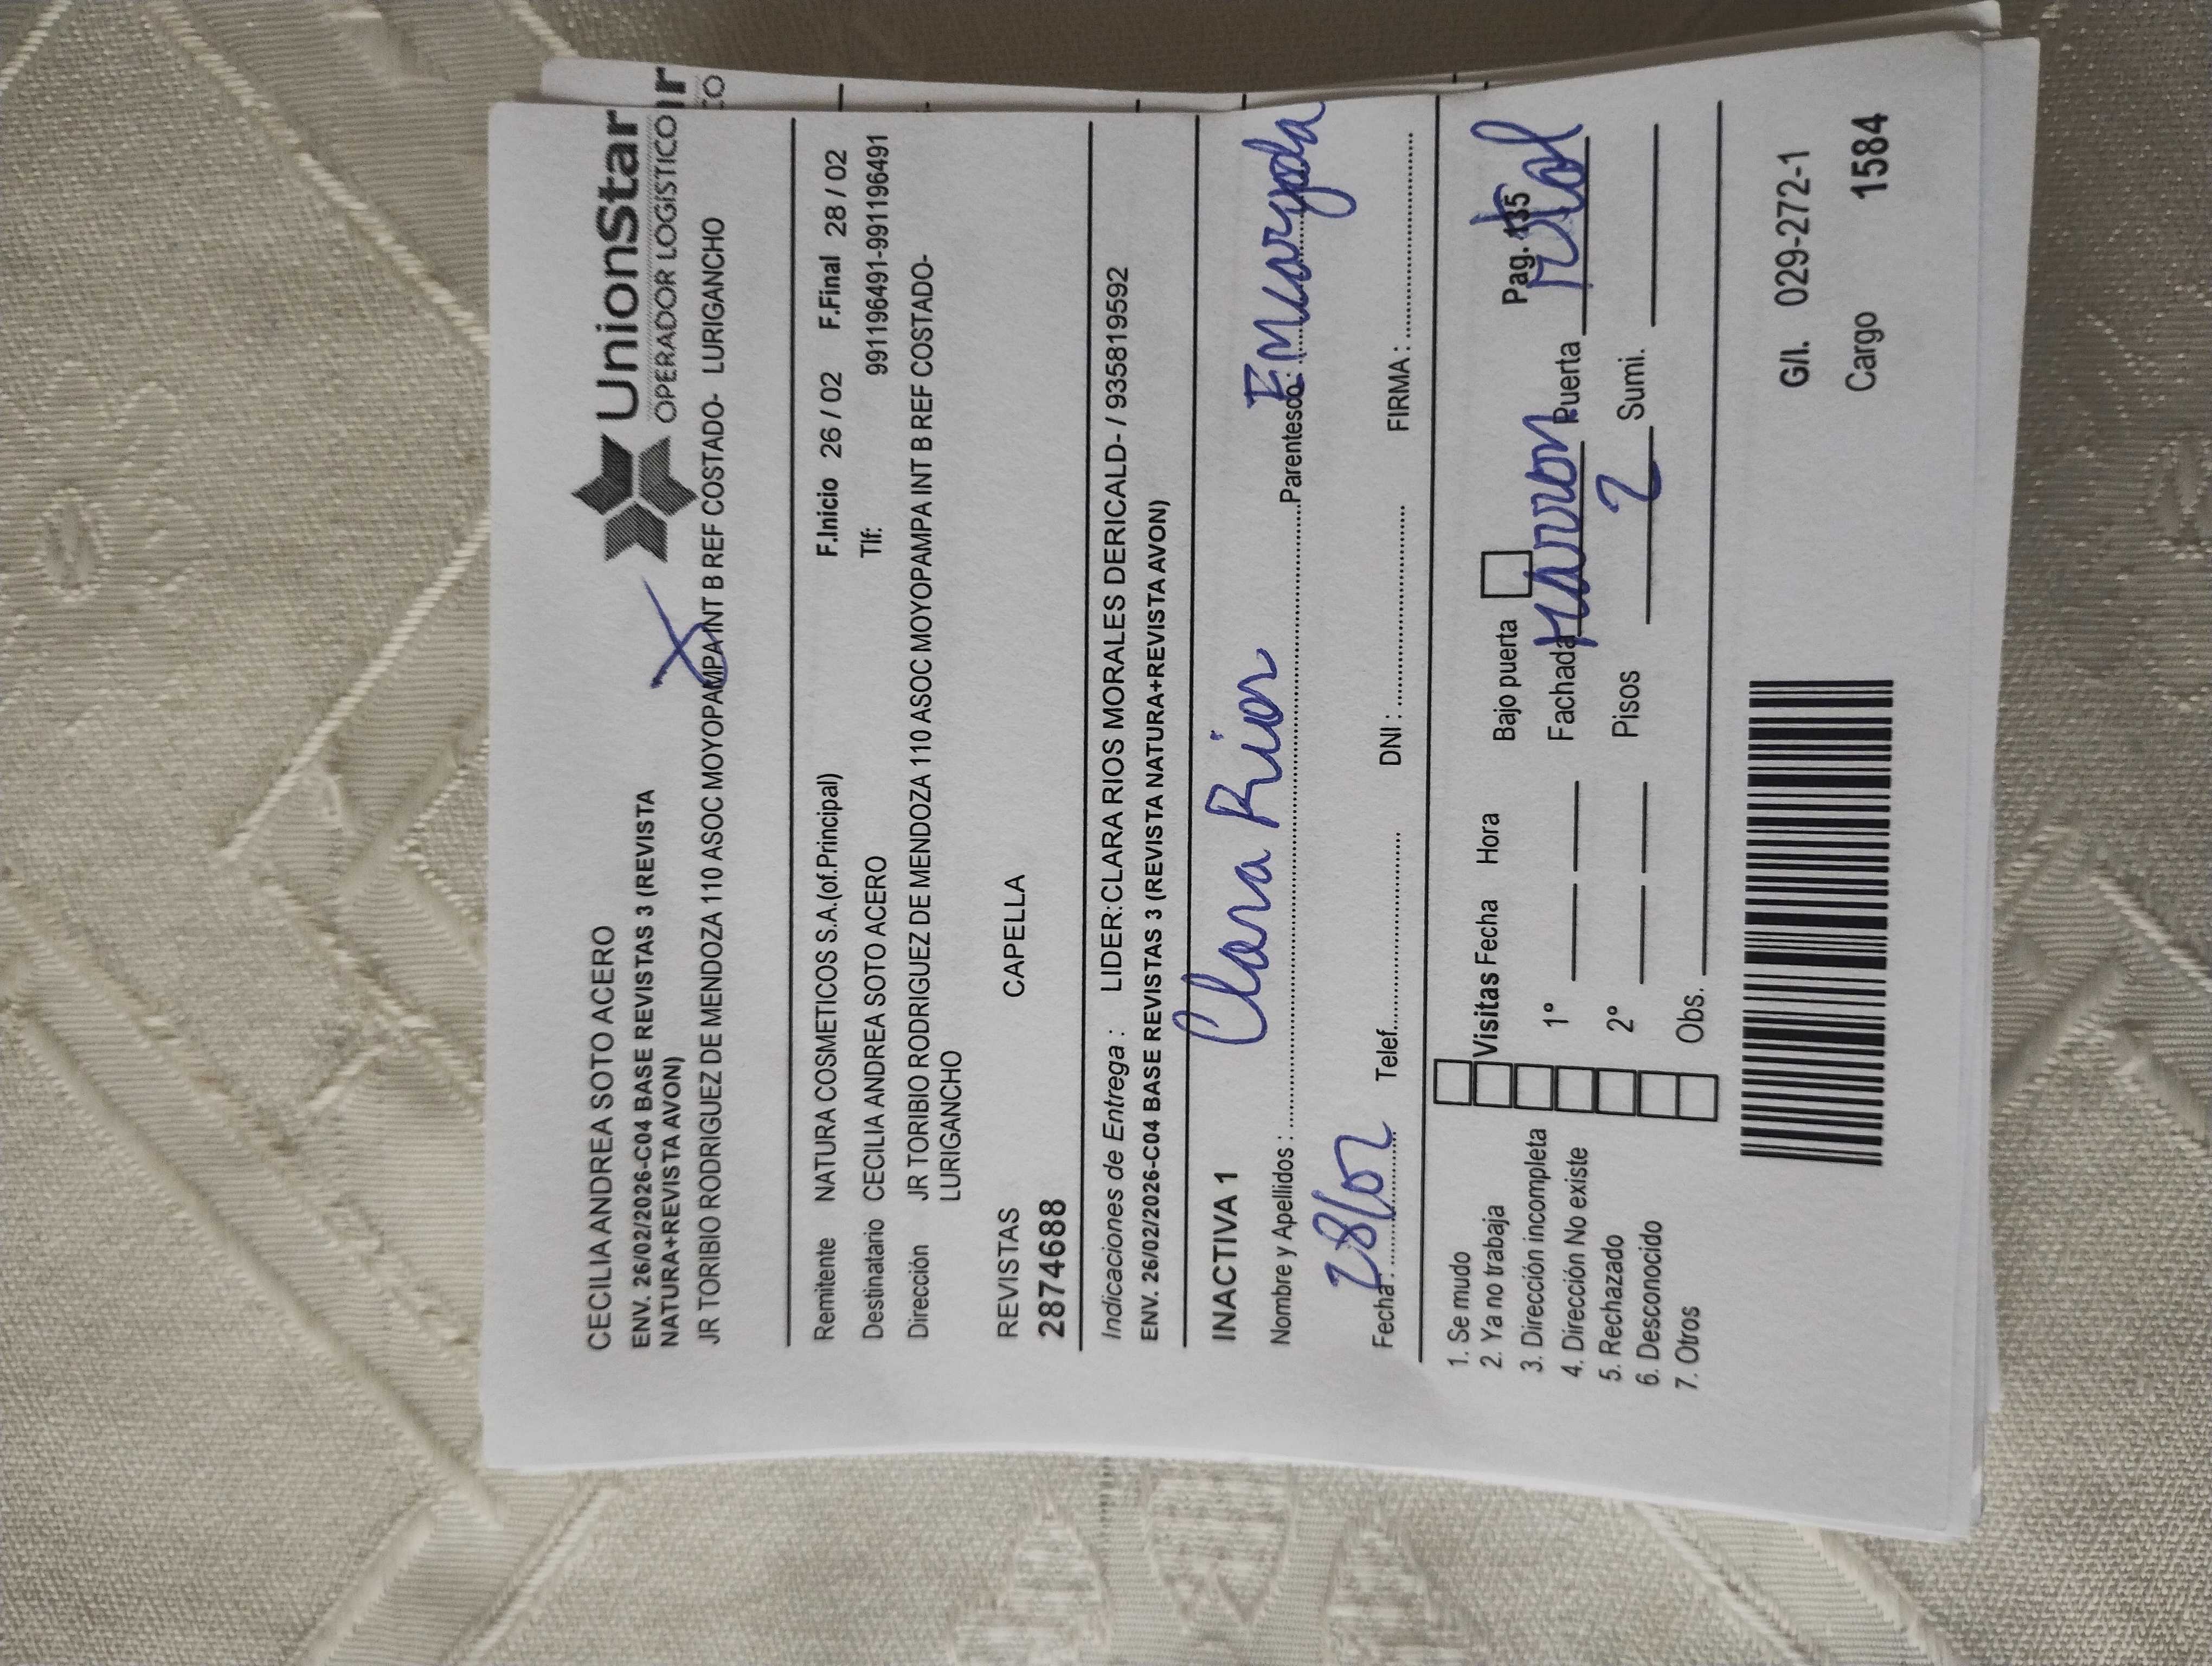 CECILIA ANDREA SOTO ACERO
UnionStar
OPERADOR LOGÍSTICO
ENV. 26/02/2026-C04 BASE REVISTAS 3 (REVISTA
NATURA+REVISTA AVON)
JR TORIBIO RODRIGUEZ DE MENDOZA 110 ASOC MOYOPAMPA INT B REF COSTADO- LURIGANCHO
F.Inicio 26 / 02 F.Final 28 / 02
Remitente NATURA COSMETICOS S.A.(of.Principal)
Tlf: 991196491-991196491
Destinatario CECILIA ANDREA SOTO ACERO
Dirección JR TORIBIO RODRIGUEZ DE MENDOZA 110 ASOC MOYOPAMPA INT B REF COSTADO-
LURIGANCHO
REVISTAS CAPELLA
2874688
Indicaciones de Entrega : LIDER:CLARA RIOS MORALES DERICALD- / 935819592
ENV. 26/02/2026-C04 BASE REVISTAS 3 (REVISTA NATURA+REVISTA AVON)
INACTIVA 1
Nombre y Apellidos : Clara Rios Parentesco :
Fecha : 28/02 Telef. DNI : FIRMA :
1. Se mudo
2. Ya no trabaja
3. Dirección incompleta
4. Dirección No existe
5. Rechazado
6. Desconocido
7. Otros
Visitas Fecha Hora
1°
2°
Obs.
Bajo puerta Pag. 135
Fachada Marron Puerta
Pisos 2 Sumi.
G/I. 029-272-1
Cargo 1584